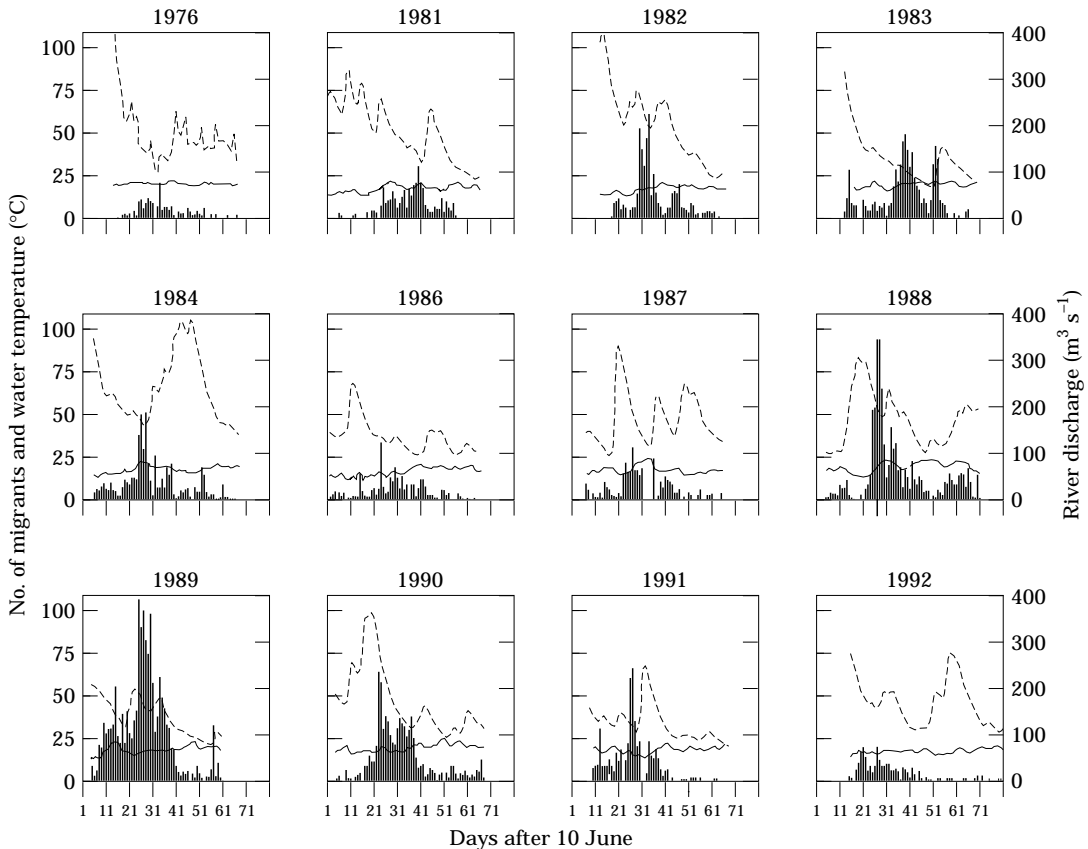 1976 1981 1982 1983
100 75 50 25 0
400 300 200 100 0
1984 1986 1987 1988
100 75 50 25 0
400 300 200 100 0
1989 1990 1991 1992
100 75 50 25 0
400 300 200 100 0
1 11 21 31 41 51 61 71 1 11 21 31 41 51 61 71 1 11 21 31 41 51 61 71 1 11 21 31 41 51 61 71
Days after 10 June
No. of migrants and water temperature (°C)
River discharge (m³ s⁻¹)